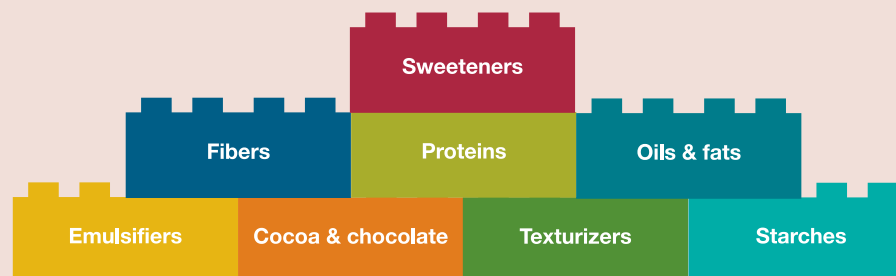 Sweeteners
Fibers Proteins Oils & fats
Emulsifiers Cocoa & chocolate Texturizers Starches